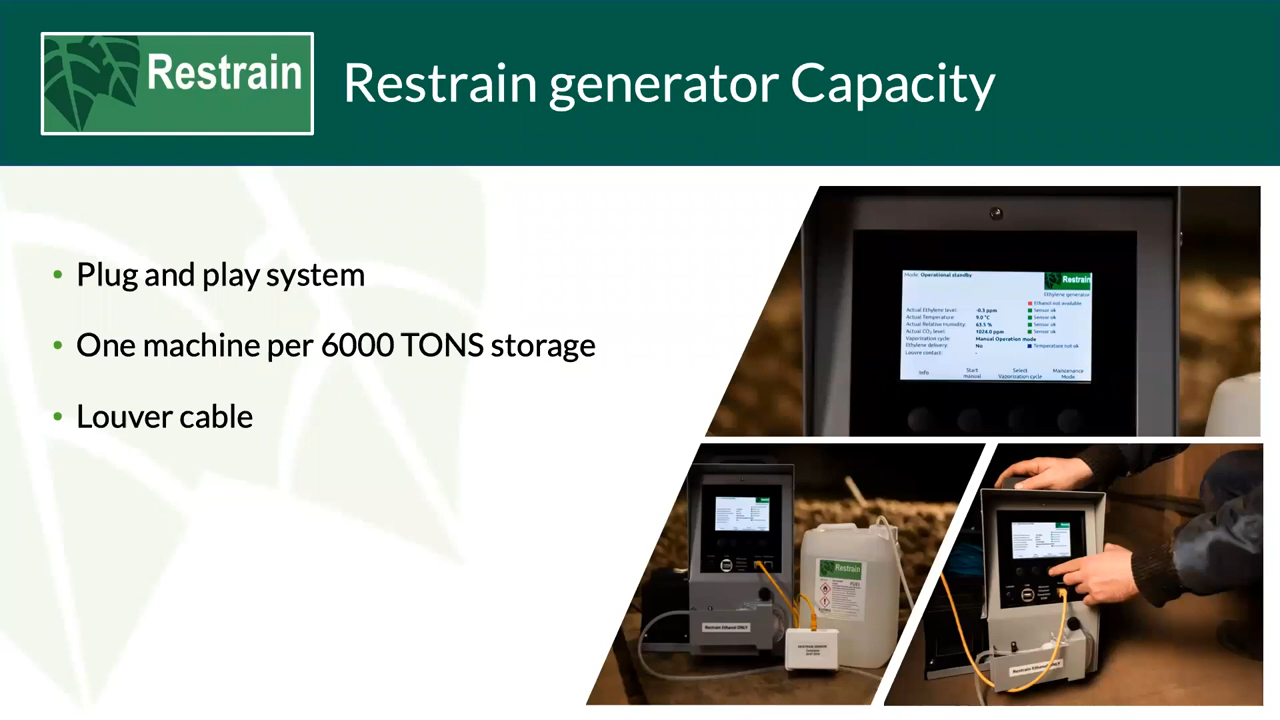 Restrain
Restrain generator Capacity
• Plug and play system
• One machine per 6000 TONS storage
• Louver cable
Mode: Operational standby
Restrain
Ethylene generator
Ethanol not available
Actual Ethylene level: -0.3 ppm Sensor ok
Actual Temperature 9.0 °C Sensor ok
Actual Relative Humidity: 63.5 % Sensor ok
Actual CO₂ level: 1024.0 ppm Sensor ok
Vaporization cycle: Manual Operation mode
Ethylene delivery: No Temperature not ok
Louvre contact: -
Info
Start manual
Select Vaporization cycle
Maintenance Mode
Restrain
Restrain Ethanol ONLY
RESTRAIN SENSOR
Restrain Ethanol ONLY